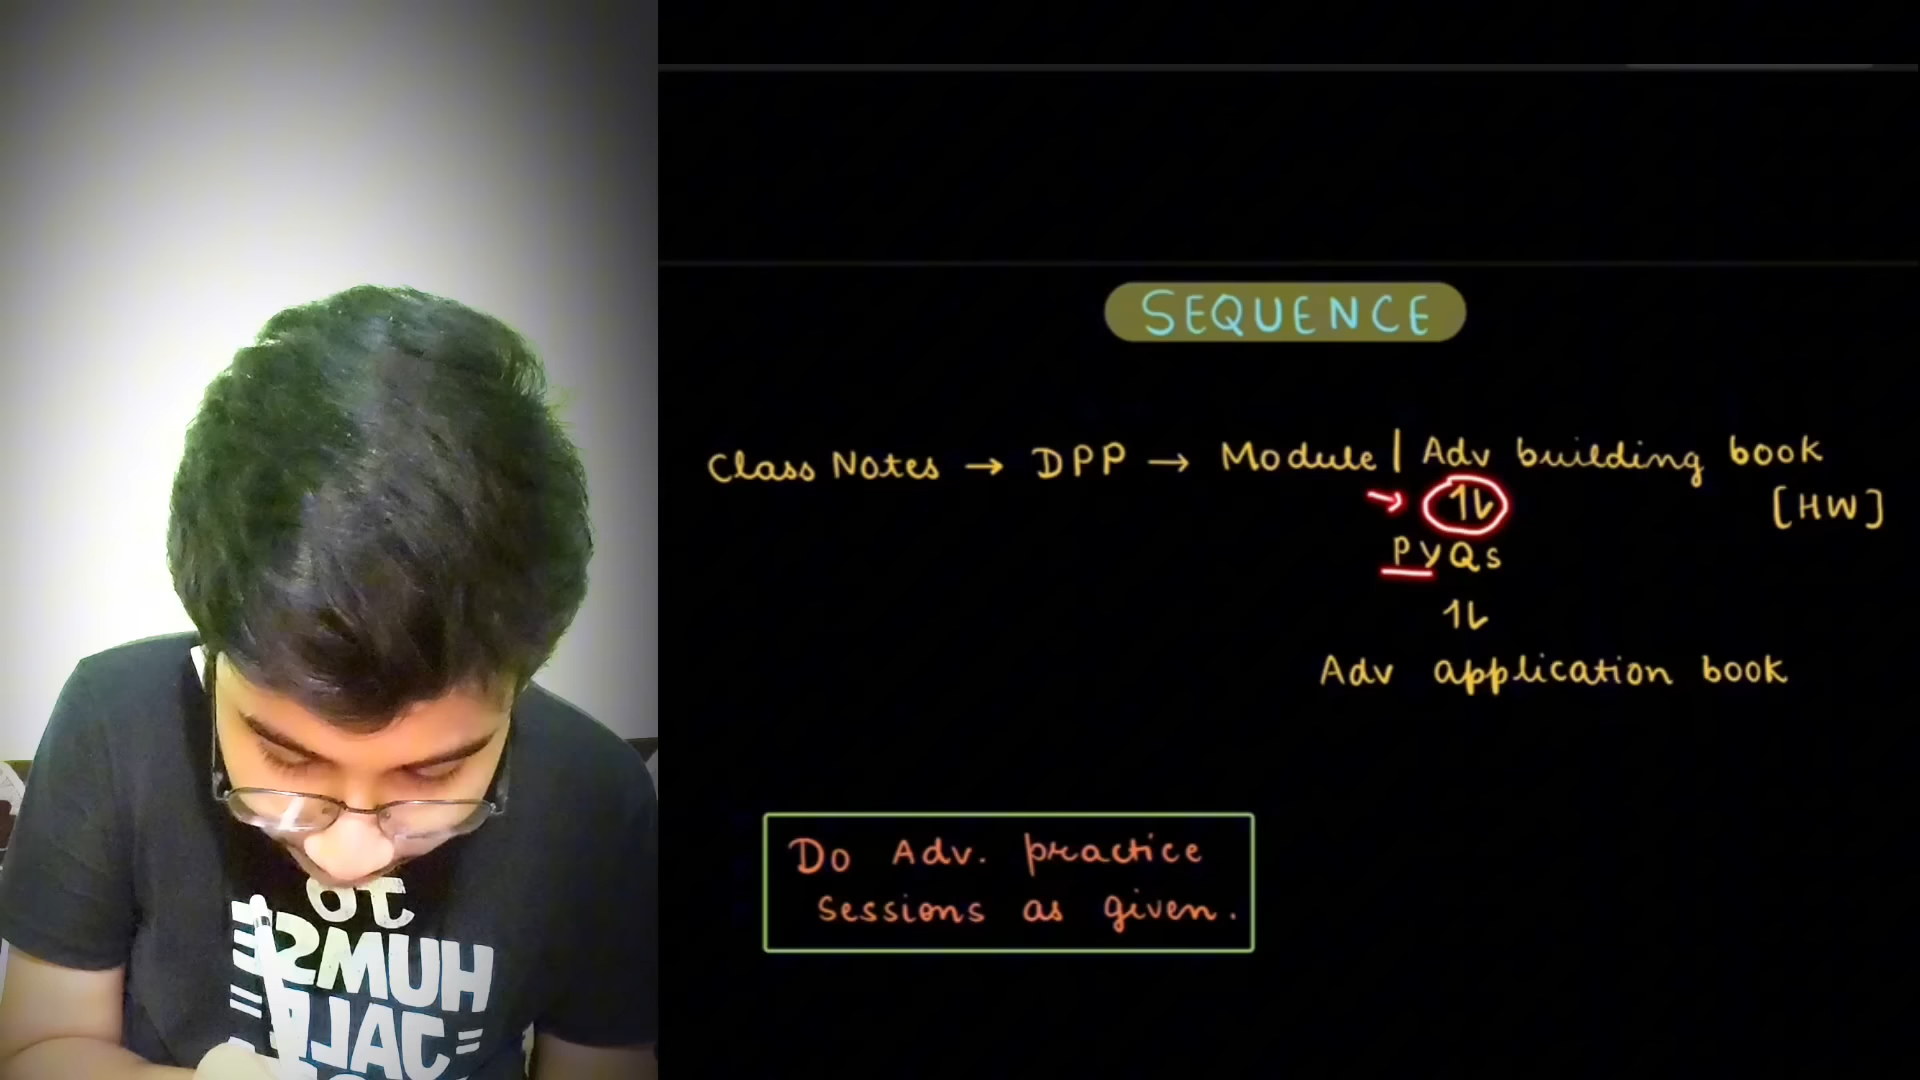 SEQUENCE
Class Notes → DPP → Module | Adv building book
→ ↿⇂ [HW]
PYQs
↿⇂
Adv application book
Do Adv. practice
sessions as given.